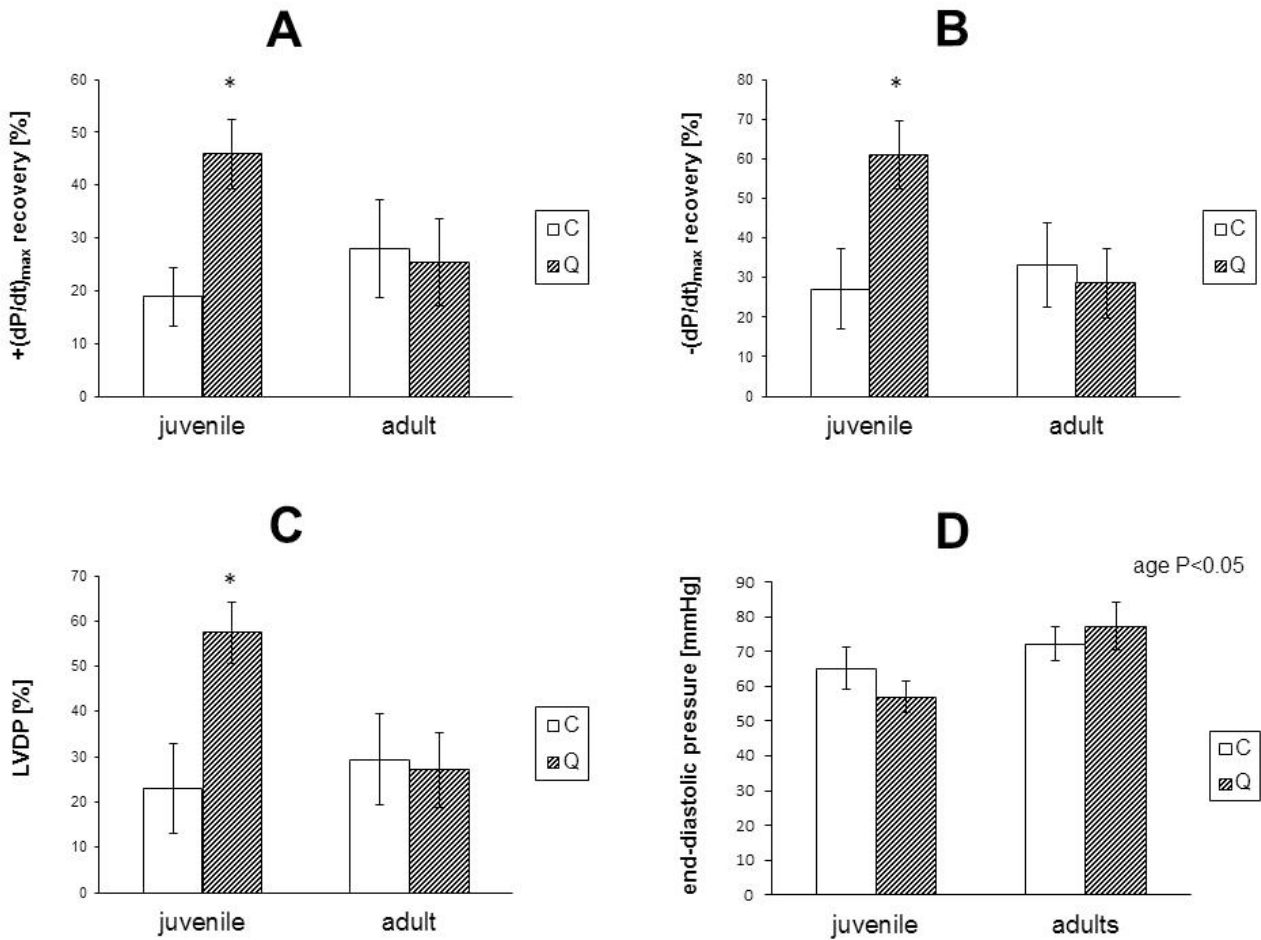 A
+(dP/dt)max recovery [%]
60
50
40
30
20
10
0
*
juvenile adult
C
Q
B
-(dP/dt)max recovery [%]
80
70
60
50
40
30
20
10
0
*
juvenile adult
C
Q
C
LVDP [%]
70
60
50
40
30
20
10
0
*
juvenile adult
C
Q
D
age P<0.05
end-diastolic pressure [mmHg]
90
80
70
60
50
40
30
20
10
0
juvenile adults
C
Q